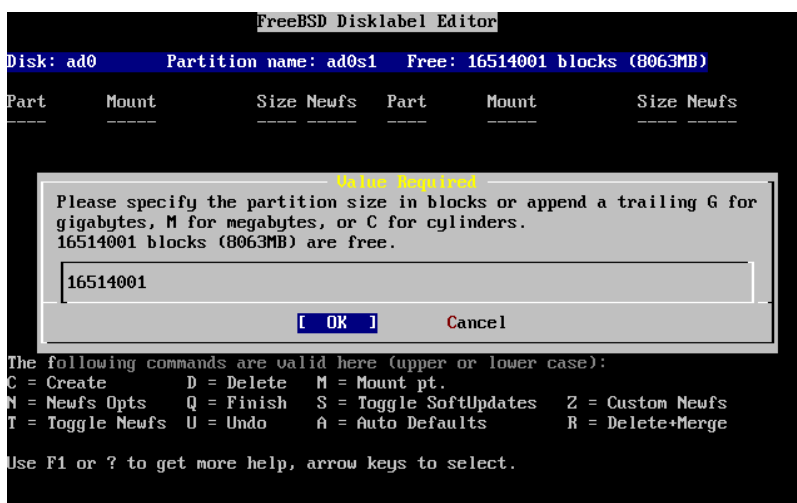 FreeBSD Disklabel Editor
Disk: ad0 Partition name: ad0s1 Free: 16514001 blocks (8063MB)
Part Mount Size Newfs Part Mount Size Newfs
---- ----- ---- ----- ---- ----- ---- -----
Value Required
Please specify the partition size in blocks or append a trailing G for
gigabytes, M for megabytes, or C for cylinders.
16514001 blocks (8063MB) are free.
16514001
[ OK ] Cancel
The following commands are valid here (upper or lower case):
C = Create D = Delete M = Mount pt.
N = Newfs Opts Q = Finish S = Toggle SoftUpdates Z = Custom Newfs
T = Toggle Newfs U = Undo A = Auto Defaults R = Delete+Merge
Use F1 or ? to get more help, arrow keys to select.